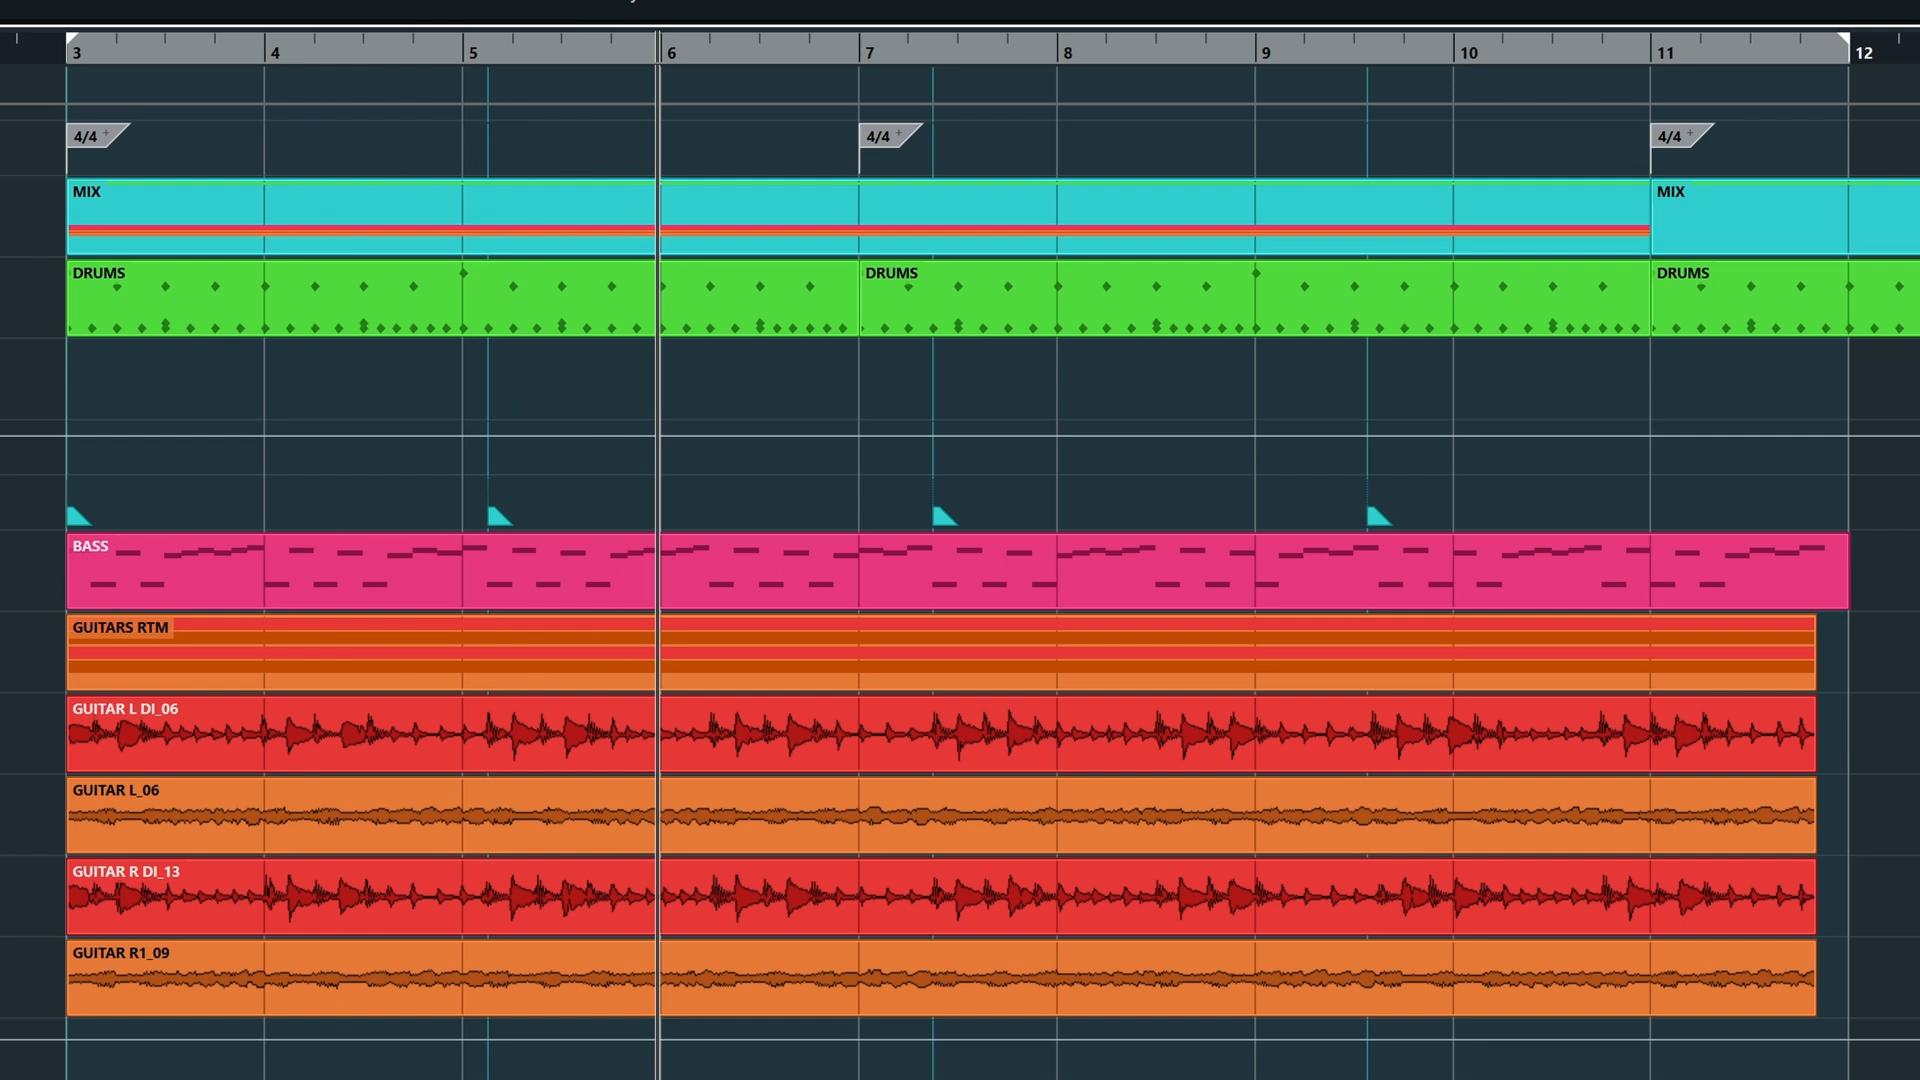 3 4 5 6 7 8 9 10 11 12
4/4 + 4/4 + 4/4 +
MIX MIX
DRUMS DRUMS DRUMS
BASS
GUITARS RTM
GUITAR L DI_06
GUITAR L_06
GUITAR R DI_13
GUITAR R1_09